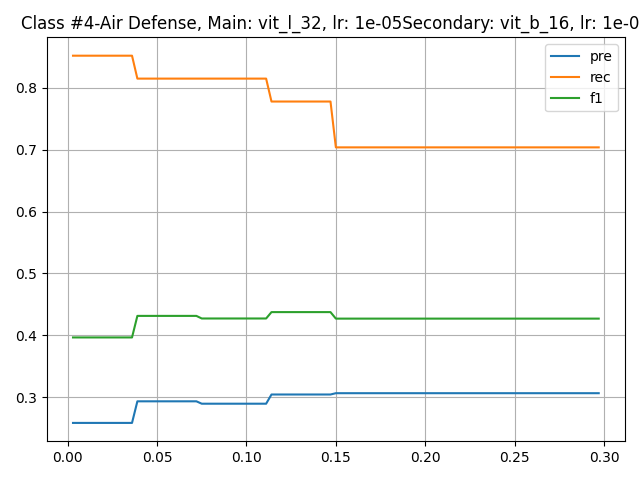 Class #4-Air Defense, Main: vit_l_32, lr: 1e-05Secondary: vit_b_16, lr: 1e-0
pre
rec
f1
0.8
0.7
0.6
0.5
0.4
0.3
0.00 0.05 0.10 0.15 0.20 0.25 0.30